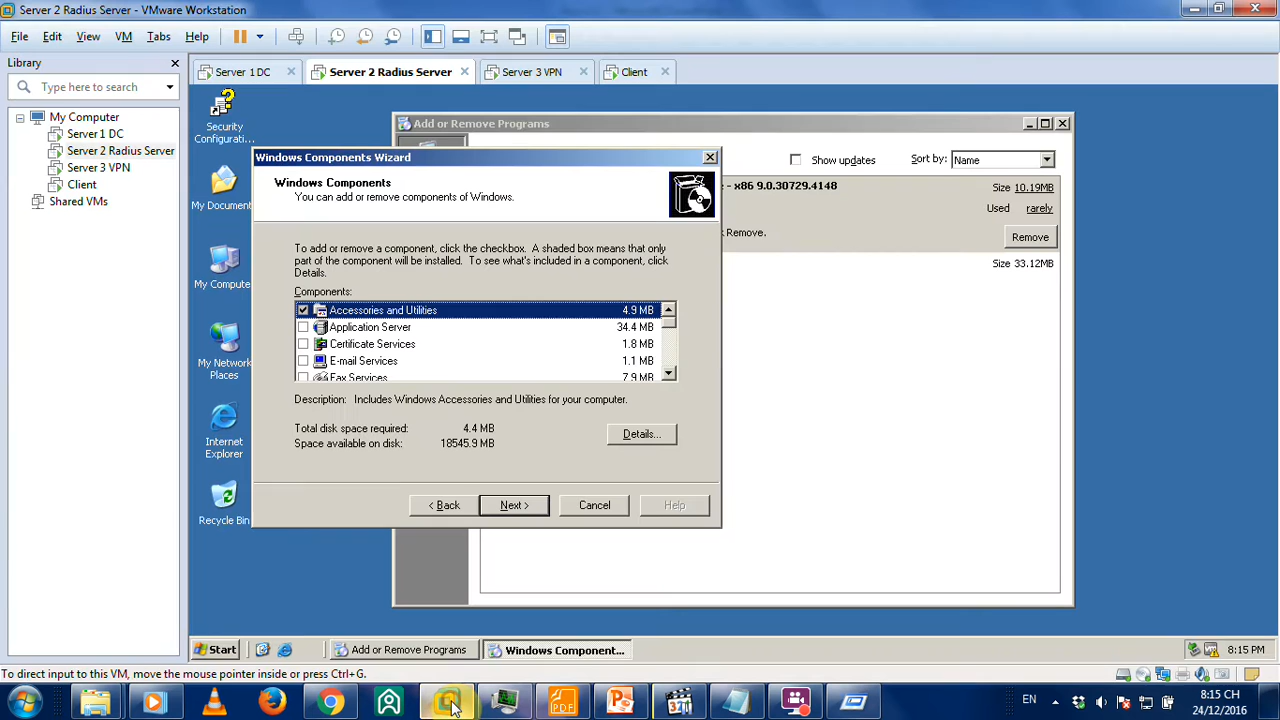 Server 2 Radius Server - VMware Workstation
File Edit View VM Tabs Help
Library
Type here to search
My Computer
Server 1 DC
Server 2 Radius Server
Server 3 VPN
Client
Shared VMs
Server 1 DC
Server 2 Radius Server
Server 3 VPN
Client
Security
Configurati...
My Document
My Compute
My Network
Places
Internet
Explorer
Recycle Bin
Add or Remove Programs
Show updates
Sort by: Name
- x86 9.0.30729.4148
Size 10.19MB
Used rarely
k Remove.
Remove
Size 33.12MB
Windows Components Wizard
Windows Components
You can add or remove components of Windows.
To add or remove a component, click the checkbox. A shaded box means that only
part of the component will be installed. To see what's included in a component, click
Details.
Components:
Accessories and Utilities 4.9 MB
Application Server 34.4 MB
Certificate Services 1.8 MB
E-mail Services 1.1 MB
Fax Services 7.9 MB
Description: Includes Windows Accessories and Utilities for your computer.
Total disk space required: 4.4 MB
Space available on disk: 18545.9 MB
Details...
< Back
Next >
Cancel
Help
Start
Add or Remove Programs
Windows Component...
8:15 PM
To direct input to this VM, move the mouse pointer inside or press Ctrl+G.
EN
8:15 CH
24/12/2016